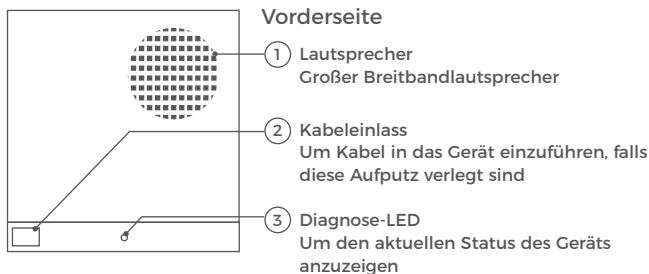 Vorderseite
1 Lautsprecher
Großer Breitbandlautsprecher
2 Kabeleinlass
Um Kabel in das Gerät einzuführen, falls
diese Aufputz verlegt sind
3 Diagnose-LED
Um den aktuellen Status des Geräts
anzuzeigen